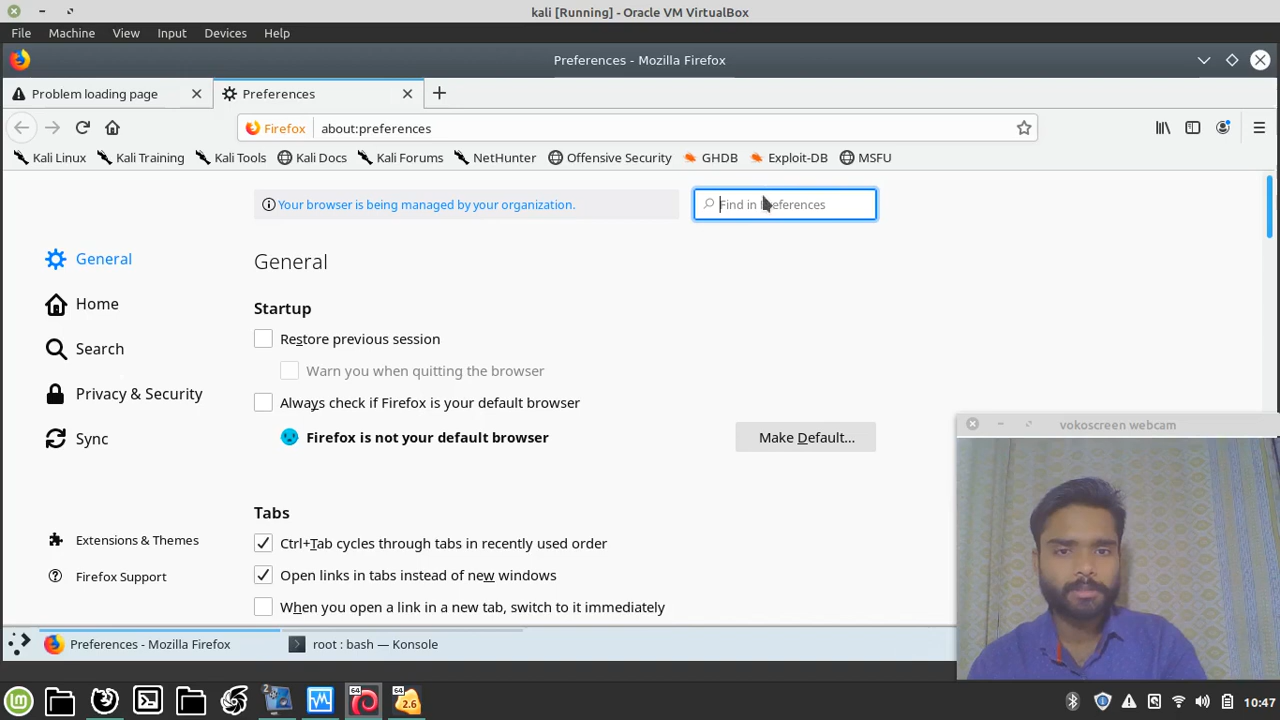 kali [Running] - Oracle VM VirtualBox
File Machine View Input Devices Help
Preferences - Mozilla Firefox
Problem loading page
Preferences
Firefox about:preferences
Kali Linux Kali Training Kali Tools Kali Docs Kali Forums NetHunter Offensive Security GHDB Exploit-DB MSFU
Your browser is being managed by your organization.
Find in Preferences
General
Home
Search
Privacy & Security
Sync
Extensions & Themes
Firefox Support
General
Startup
Restore previous session
Warn you when quitting the browser
Always check if Firefox is your default browser
Firefox is not your default browser
Make Default...
Tabs
Ctrl+Tab cycles through tabs in recently used order
Open links in tabs instead of new windows
When you open a link in a new tab, switch to it immediately
vokoscreen webcam
Preferences - Mozilla Firefox
root : bash — Konsole
2
64
64
2.6
10:47